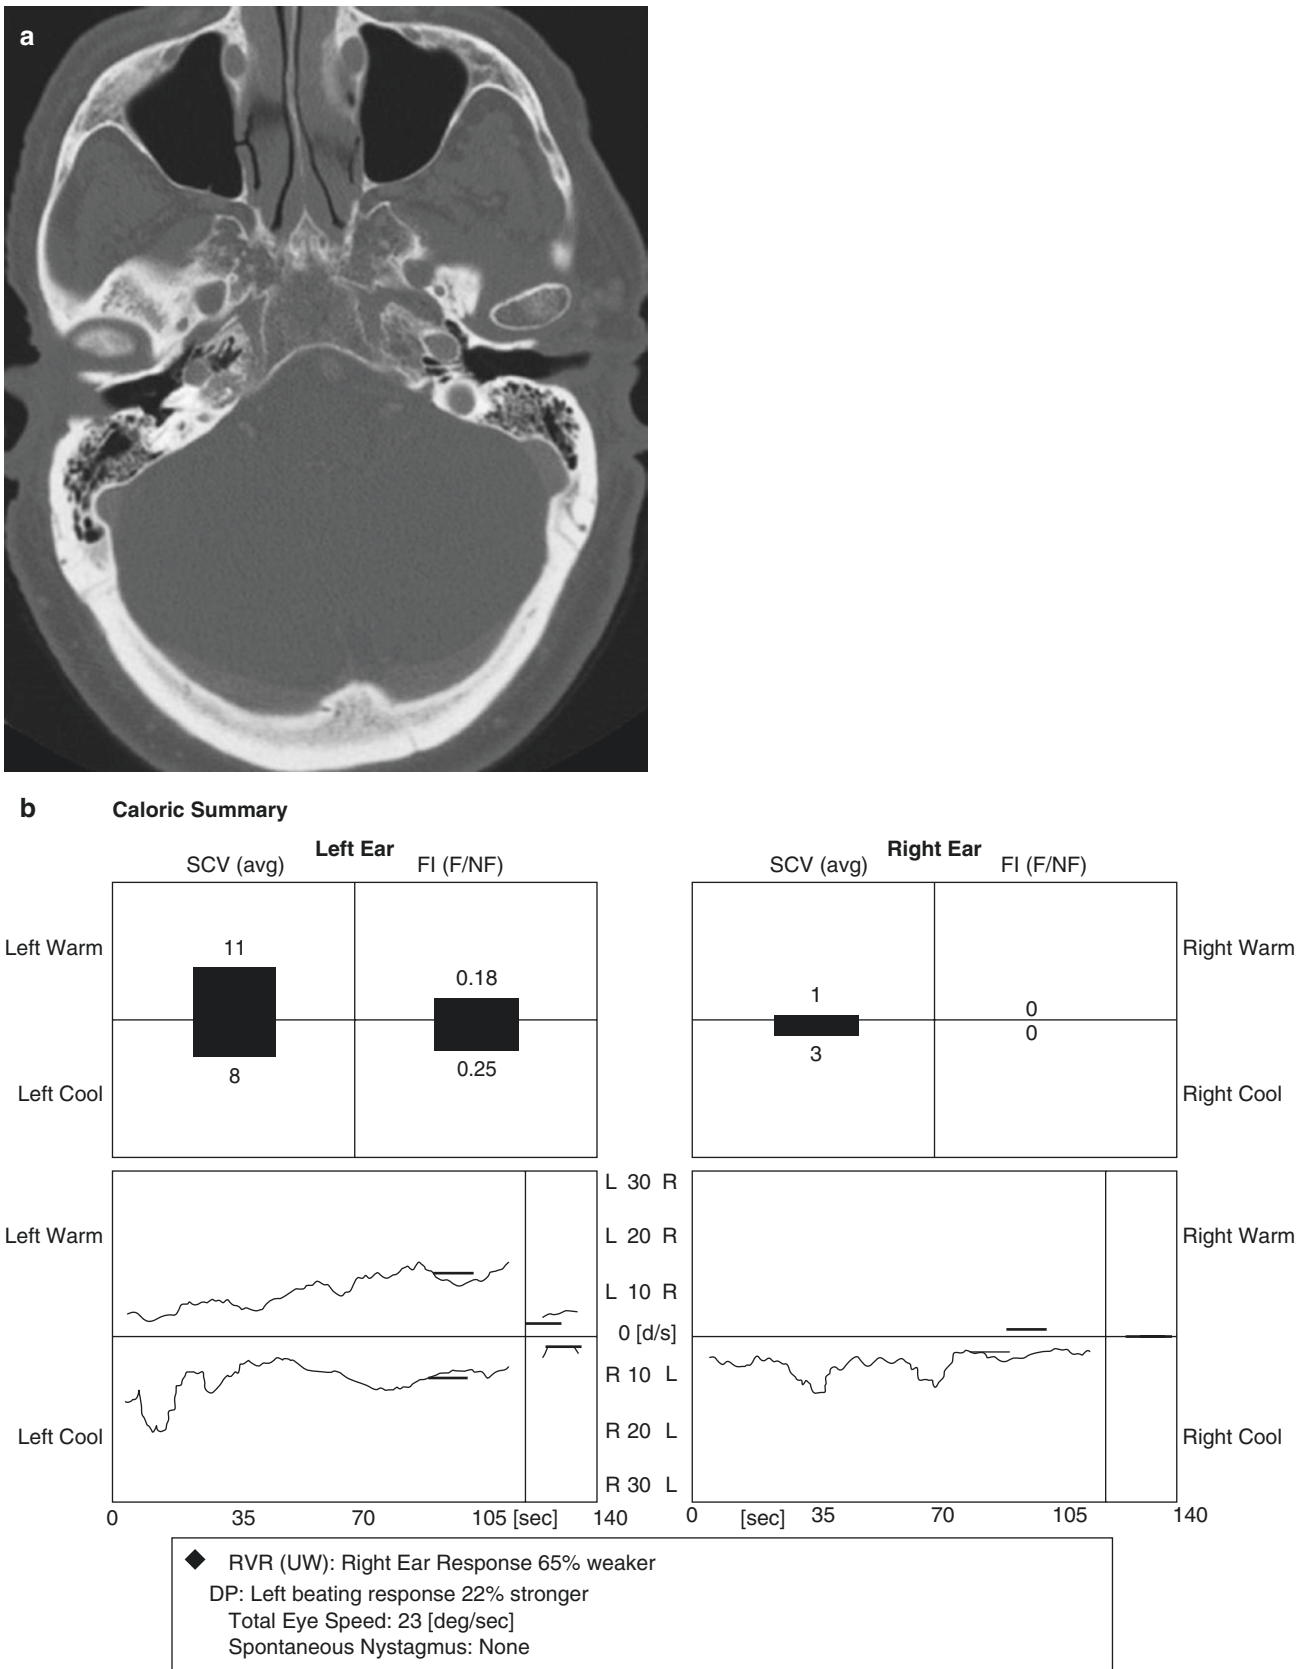 a
b Caloric Summary
Left Ear
SCV (avg) FI (F/NF)
Right Ear
SCV (avg) FI (F/NF)
Left Warm 11 0.18
Left Cool 8 0.25
1 0 Right Warm
3 0 Right Cool
L 30 R
Left Warm L 20 R Right Warm
L 10 R
0 [d/s]
R 10 L
Left Cool R 20 L Right Cool
R 30 L
0 35 70 105 [sec] 140
0 [sec] 35 70 105 140
◆ RVR (UW): Right Ear Response 65% weaker
DP: Left beating response 22% stronger
Total Eye Speed: 23 [deg/sec]
Spontaneous Nystagmus: None